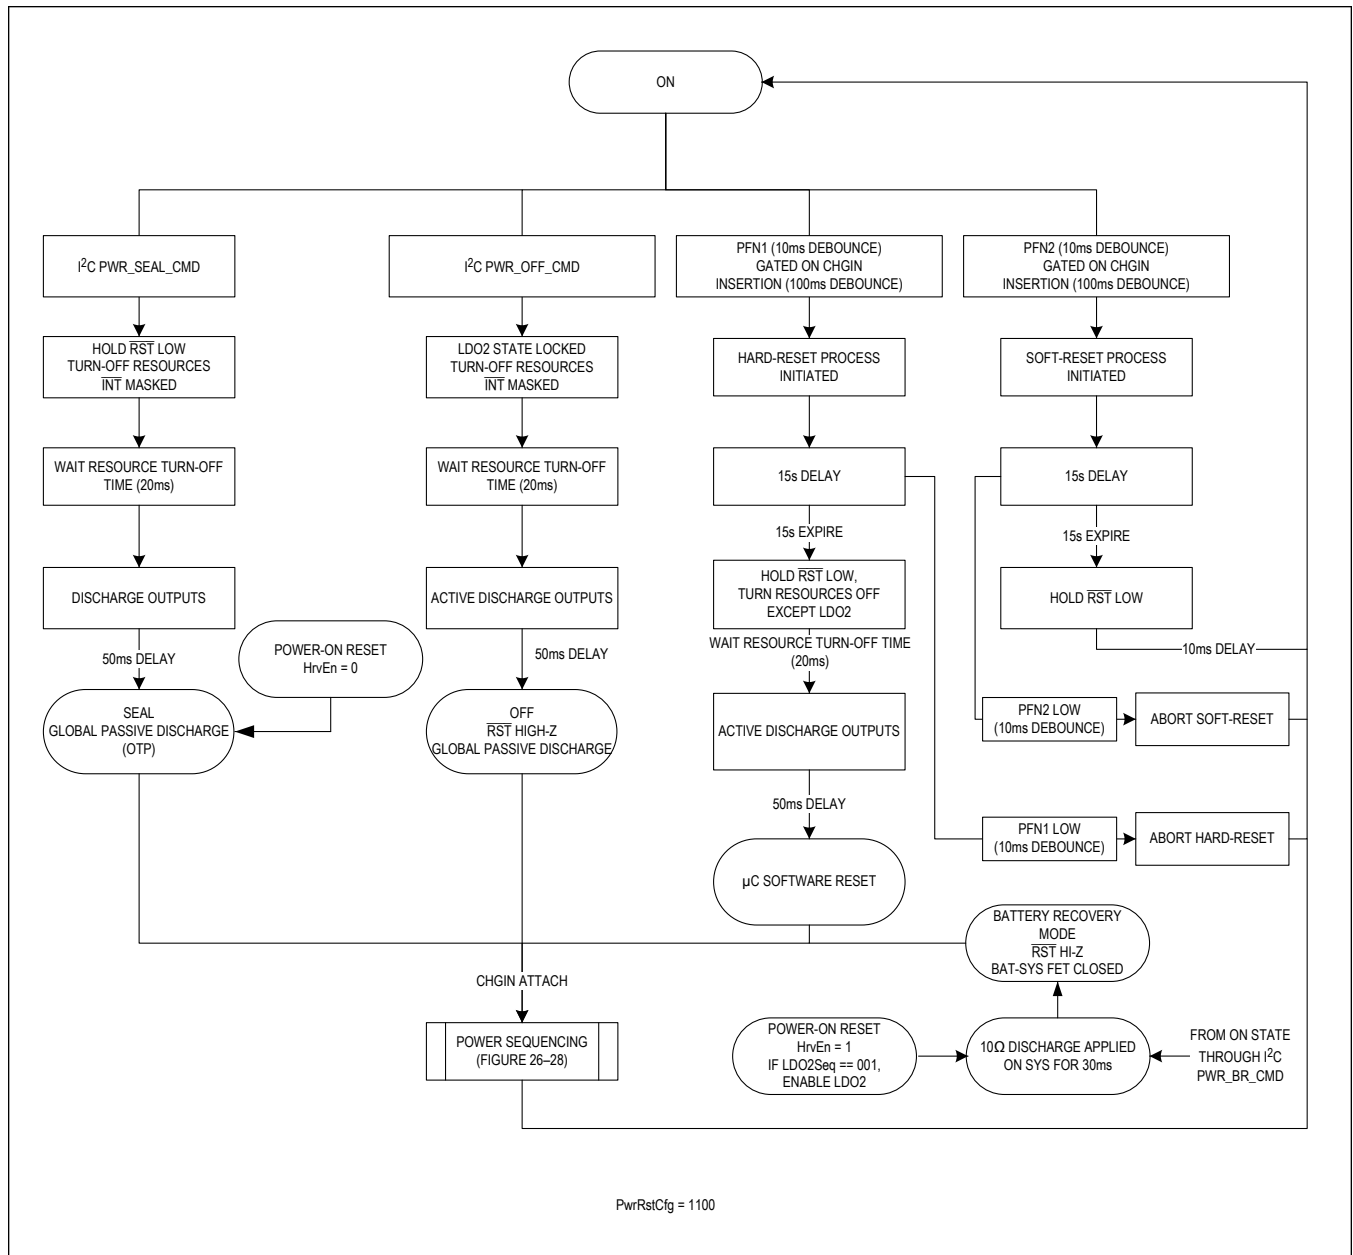 ON
I²C PWR_SEAL_CMD
I²C PWR_OFF_CMD
PFN1 (10ms DEBOUNCE)
GATED ON CHGIN
INSERTION (100ms DEBOUNCE)
PFN2 (10ms DEBOUNCE)
GATED ON CHGIN
INSERTION (100ms DEBOUNCE)
HOLD R̅S̅T̅ LOW
TURN-OFF RESOURCES
I̅N̅T̅ MASKED
LDO2 STATE LOCKED
TURN-OFF RESOURCES
I̅N̅T̅ MASKED
HARD-RESET PROCESS
INITIATED
SOFT-RESET PROCESS
INITIATED
WAIT RESOURCE TURN-OFF
TIME (20ms)
WAIT RESOURCE TURN-OFF
TIME (20ms)
15s DELAY
15s DELAY
15s EXPIRE
15s EXPIRE
DISCHARGE OUTPUTS
ACTIVE DISCHARGE OUTPUTS
HOLD R̅S̅T̅ LOW,
TURN RESOURCES OFF
EXCEPT LDO2
HOLD R̅S̅T̅ LOW
50ms DELAY
POWER-ON RESET
HrvEn = 0
50ms DELAY
WAIT RESOURCE TURN-OFF TIME
(20ms)
10ms DELAY
SEAL
GLOBAL PASSIVE DISCHARGE
(OTP)
OFF
R̅S̅T̅ HIGH-Z
GLOBAL PASSIVE DISCHARGE
ACTIVE DISCHARGE OUTPUTS
PFN2 LOW
(10ms DEBOUNCE)
ABORT SOFT-RESET
50ms DELAY
PFN1 LOW
(10ms DEBOUNCE)
ABORT HARD-RESET
µC SOFTWARE RESET
BATTERY RECOVERY
MODE
R̅S̅T̅ HI-Z
BAT-SYS FET CLOSED
CHGIN ATTACH
POWER SEQUENCING
(FIGURE 26–28)
POWER-ON RESET
HrvEn = 1
IF LDO2Seq == 001,
ENABLE LDO2
10Ω DISCHARGE APPLIED
ON SYS FOR 30ms
FROM ON STATE
THROUGH I²C
PWR_BR_CMD
PwrRstCfg = 1100